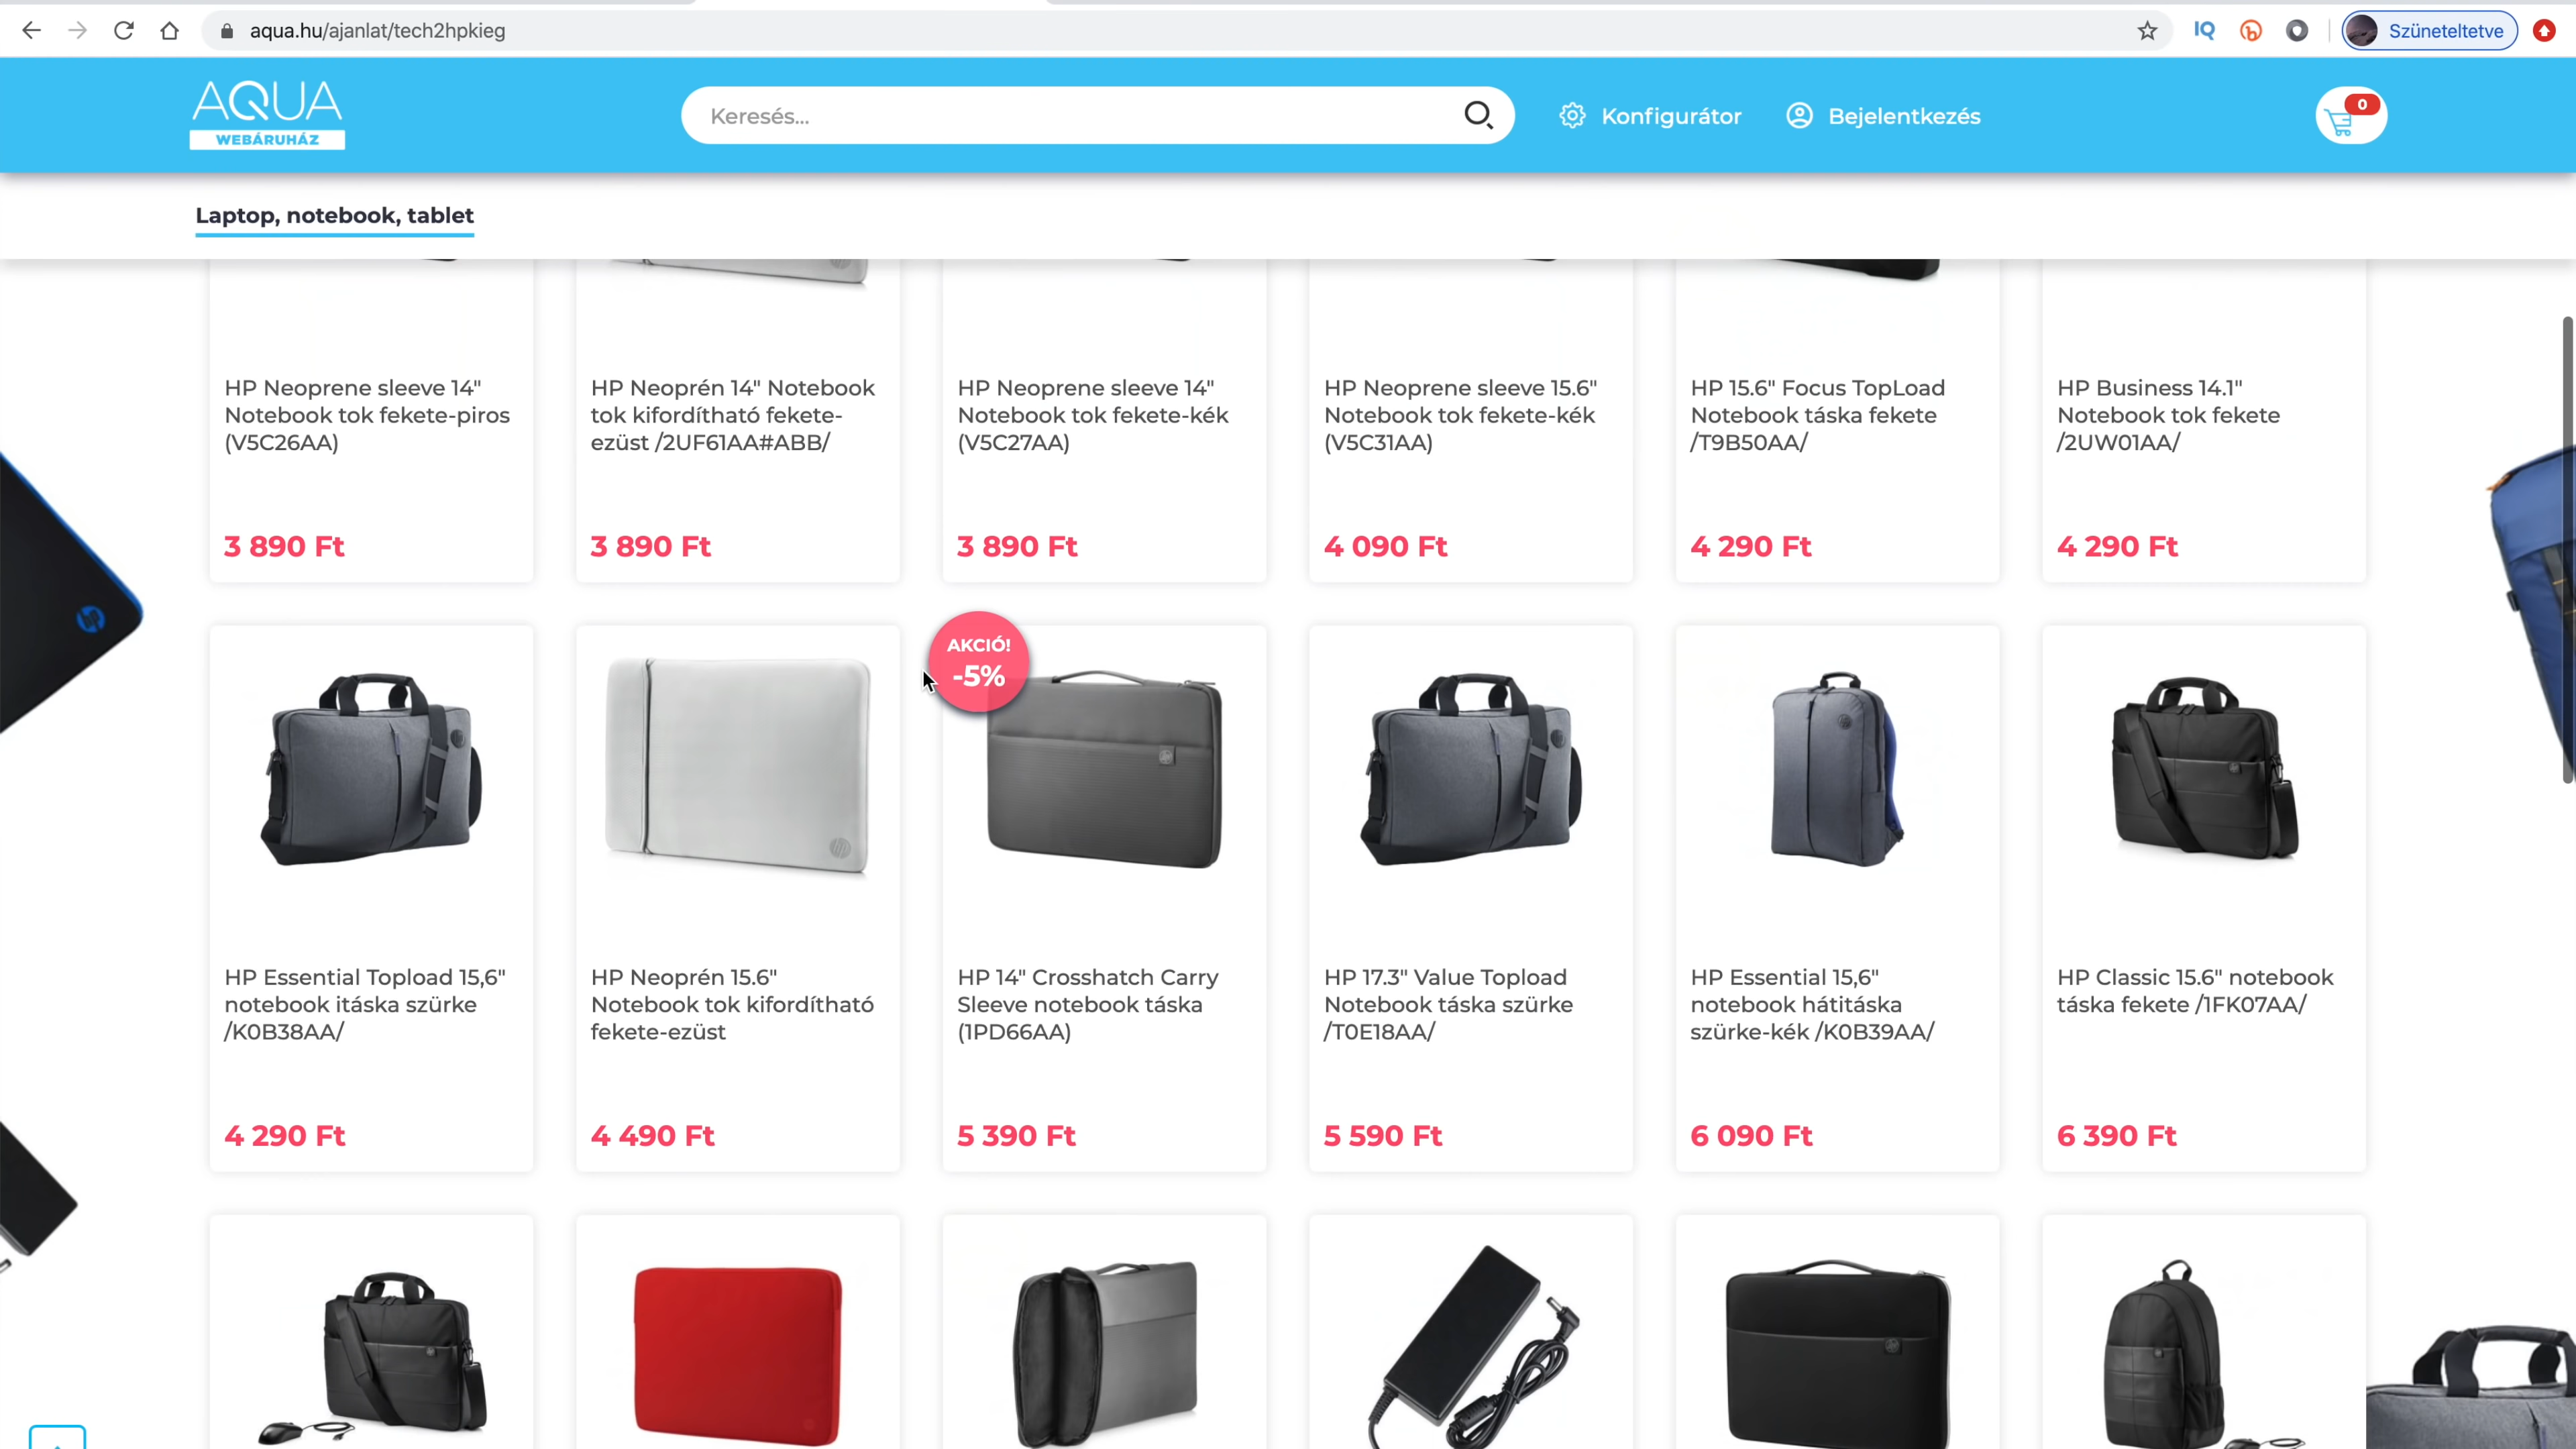 aqua.hu/ajanlat/tech2hpkieg
IQ
Szüneteltetve
AQUA
WEBÁRUHÁZ
Keresés...
Konfigurátor
Bejelentkezés
0
Laptop, notebook, tablet
HP Neoprene sleeve 14"
Notebook tok fekete-piros
(V5C26AA)
3 890 Ft
HP Neoprén 14" Notebook
tok kifordítható fekete-
ezüst /2UF61AA#ABB/
3 890 Ft
HP Neoprene sleeve 14"
Notebook tok fekete-kék
(V5C27AA)
3 890 Ft
HP Neoprene sleeve 15.6"
Notebook tok fekete-kék
(V5C31AA)
4 090 Ft
HP 15.6" Focus TopLoad
Notebook táska fekete
/T9B50AA/
4 290 Ft
HP Business 14.1"
Notebook tok fekete
/2UW01AA/
4 290 Ft
hp
HP Essential Topload 15,6"
notebook itáska szürke
/K0B38AA/
4 290 Ft
HP Neoprén 15.6"
Notebook tok kifordítható
fekete-ezüst
4 490 Ft
AKCIÓ!
-5%
HP 14" Crosshatch Carry
Sleeve notebook táska
(1PD66AA)
5 390 Ft
HP 17.3" Value Topload
Notebook táska szürke
/T0E18AA/
5 590 Ft
HP Essential 15,6"
notebook hátitáska
szürke-kék /K0B39AA/
6 090 Ft
HP Classic 15.6" notebook
táska fekete /1FK07AA/
6 390 Ft